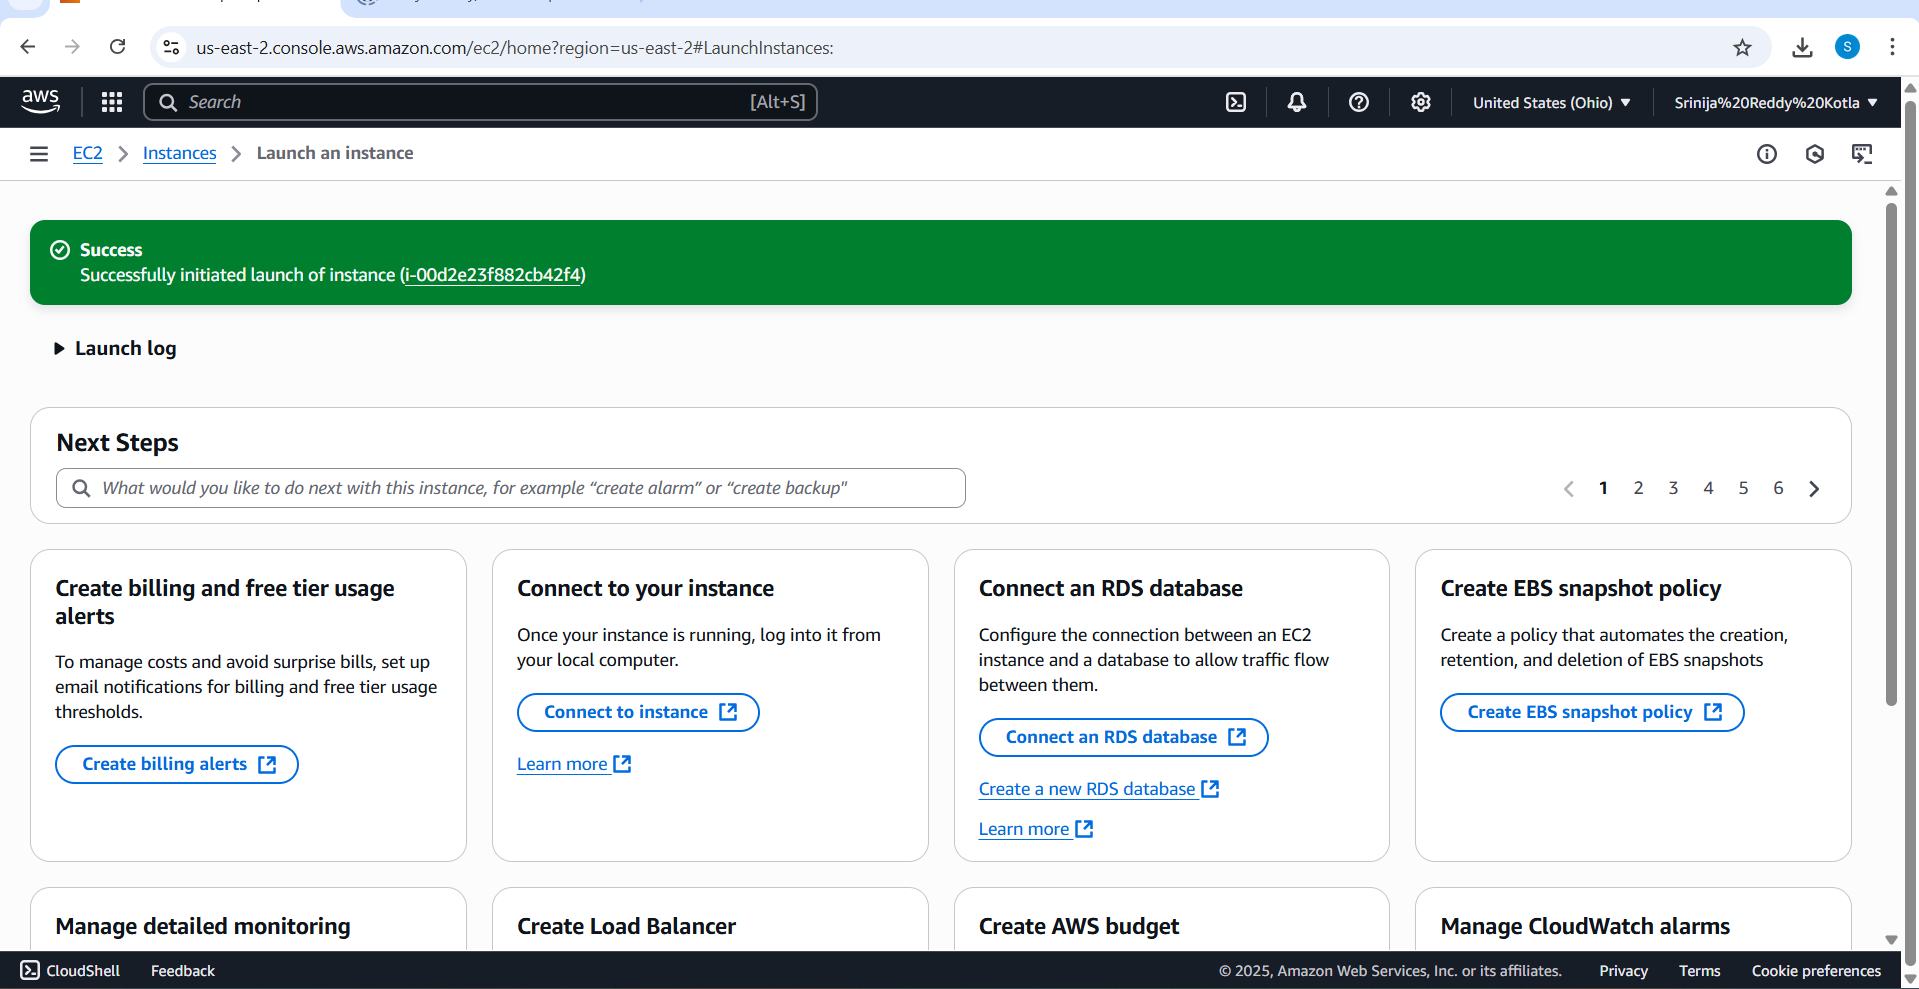 us-east-2.console.aws.amazon.com/ec2/home?region=us-east-2#LaunchInstances:
S
aws
Search
[Alt+S]
United States (Ohio)
Srinija%20Reddy%20Kotla
EC2
Instances
Launch an instance
Success
Successfully initiated launch of instance (i-00d2e23f882cb42f4)
Launch log
Next Steps
What would you like to do next with this instance, for example “create alarm” or “create backup"
1 2 3 4 5 6
Create billing and free tier usage
alerts
To manage costs and avoid surprise bills, set up
email notifications for billing and free tier usage
thresholds.
Create billing alerts
Connect to your instance
Once your instance is running, log into it from
your local computer.
Connect to instance
Learn more
Connect an RDS database
Configure the connection between an EC2
instance and a database to allow traffic flow
between them.
Connect an RDS database
Create a new RDS database
Learn more
Create EBS snapshot policy
Create a policy that automates the creation,
retention, and deletion of EBS snapshots
Create EBS snapshot policy
Manage detailed monitoring
Create Load Balancer
Create AWS budget
Manage CloudWatch alarms
CloudShell
Feedback
© 2025, Amazon Web Services, Inc. or its affiliates.
Privacy
Terms
Cookie preferences